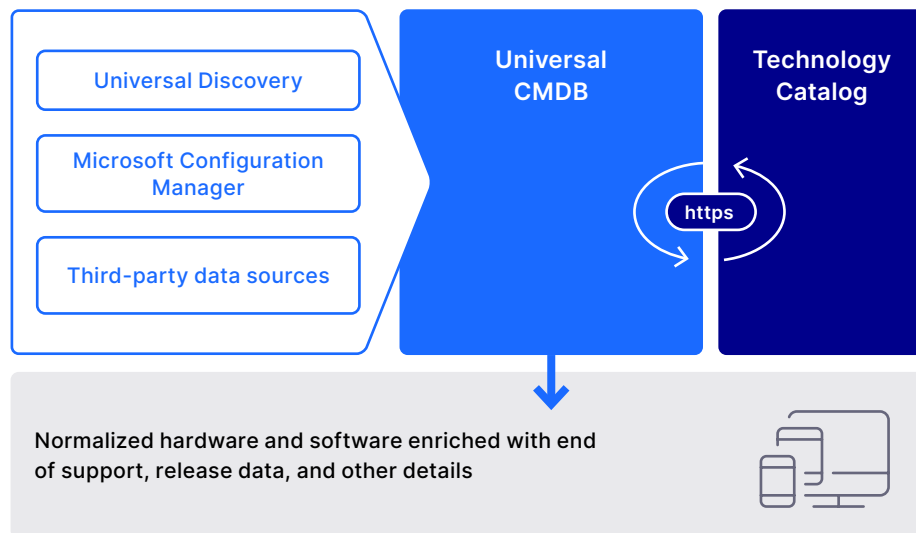 Universal Discovery
Microsoft Configuration
Manager
Third-party data sources
Universal
CMDB
https
Technology
Catalog
Normalized hardware and software enriched with end
of support, release data, and other details